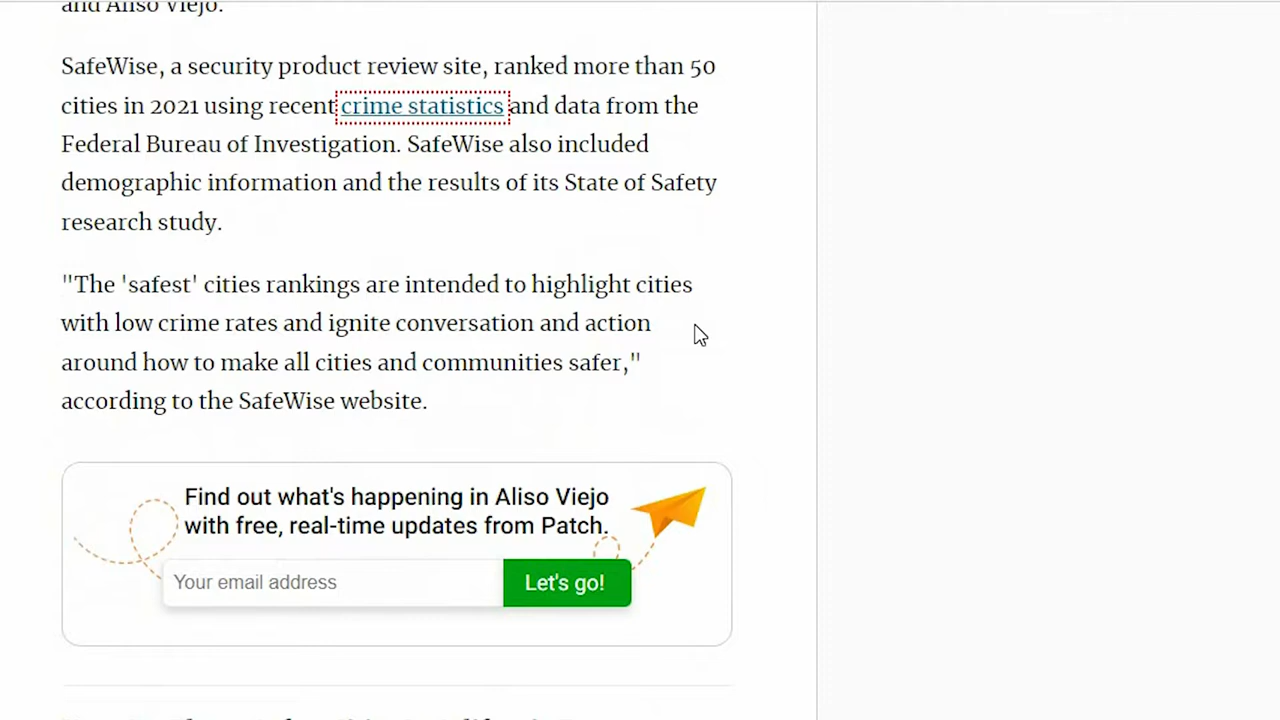 and Aliso Viejo.
SafeWise, a security product review site, ranked more than 50
cities in 2021 using recent crime statistics and data from the
Federal Bureau of Investigation. SafeWise also included
demographic information and the results of its State of Safety
research study.
"The 'safest' cities rankings are intended to highlight cities
with low crime rates and ignite conversation and action
around how to make all cities and communities safer,"
according to the SafeWise website.
Find out what's happening in Aliso Viejo
with free, real-time updates from Patch.
Your email address
Let's go!